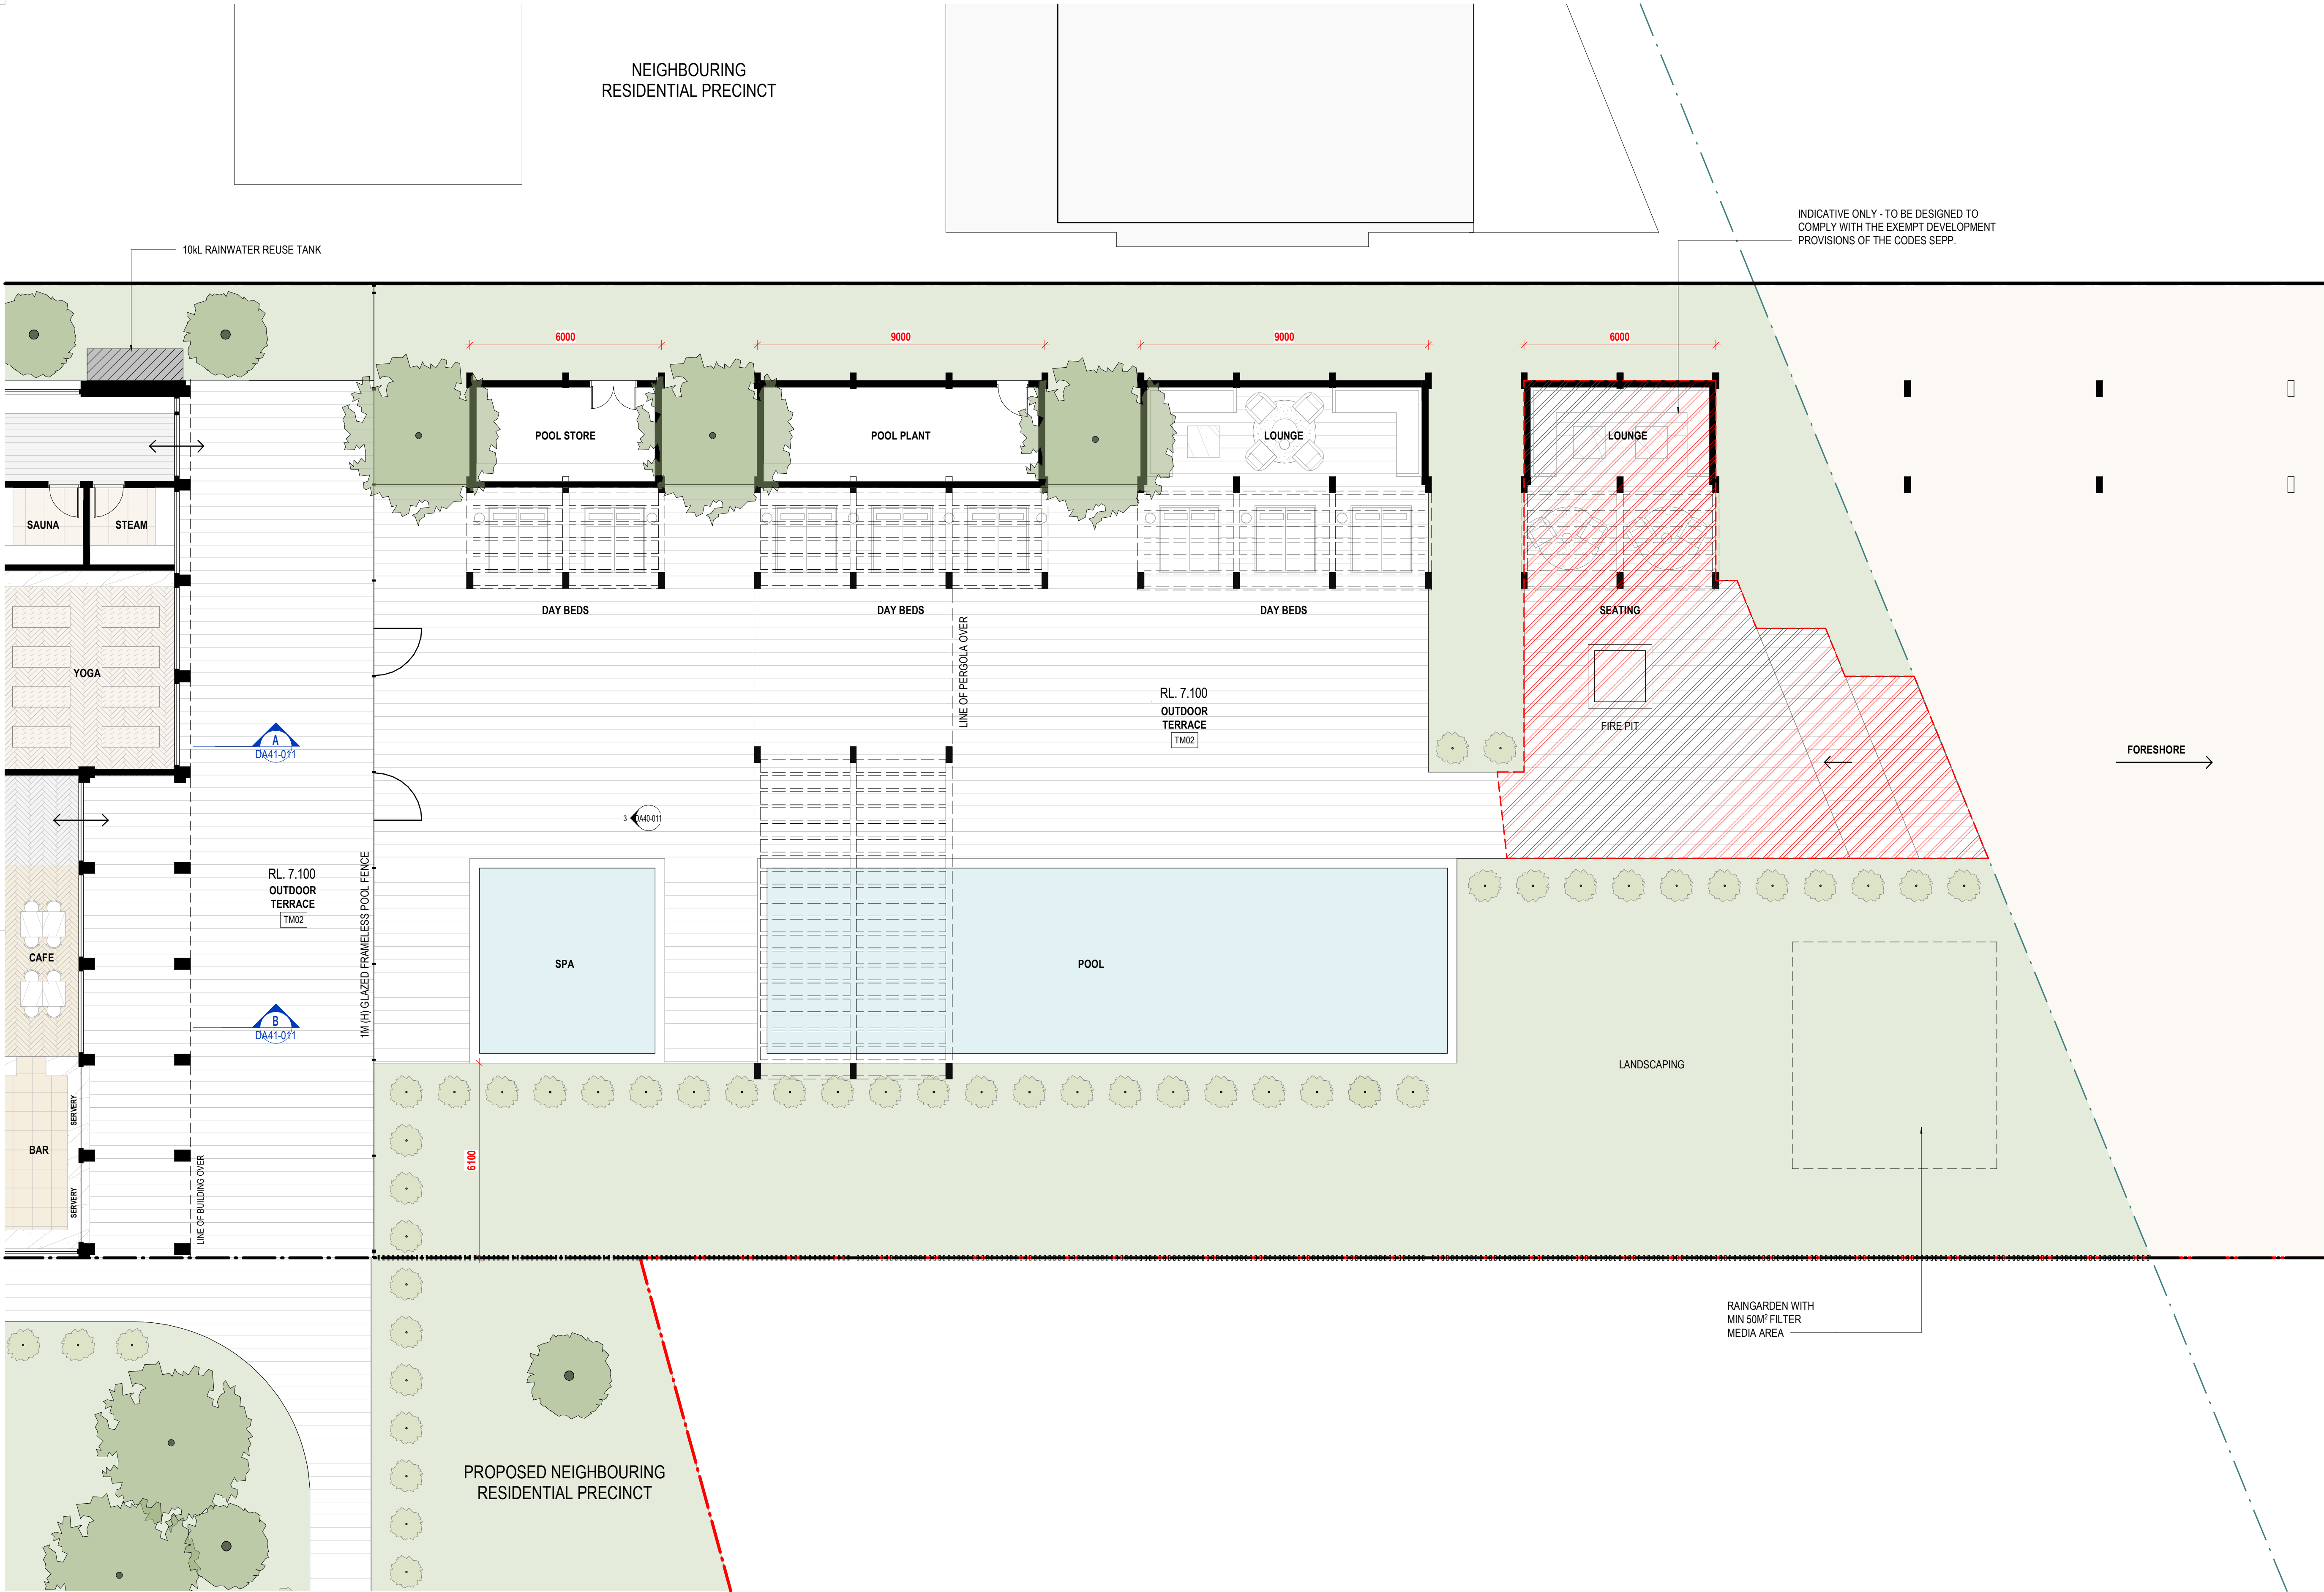 NEIGHBOURING
RESIDENTIAL PRECINCT
INDICATIVE ONLY - TO BE DESIGNED TO
COMPLY WITH THE EXEMPT DEVELOPMENT
PROVISIONS OF THE CODES SEPP.
10kL RAINWATER REUSE TANK
6000
9000
9000
6000
POOL STORE
POOL PLANT
LOUNGE
LOUNGE
SAUNA
STEAM
DAY BEDS
DAY BEDS
DAY BEDS
SEATING
LINE OF PERGOLA OVER
YOGA
RL. 7.100
OUTDOOR
TERRACE
TM02
FIRE PIT
A
DA41-011
FORESHORE
3
DA40-011
RL. 7.100
OUTDOOR
TERRACE
TM02
1M (H) GLAZED FRAMELESS POOL FENCE
CAFE
SPA
POOL
B
DA41-011
LANDSCAPING
SERVERY
BAR
SERVERY
LINE OF BUILDING OVER
6100
RAINGARDEN WITH
MIN 50M² FILTER
MEDIA AREA
PROPOSED NEIGHBOURING
RESIDENTIAL PRECINCT